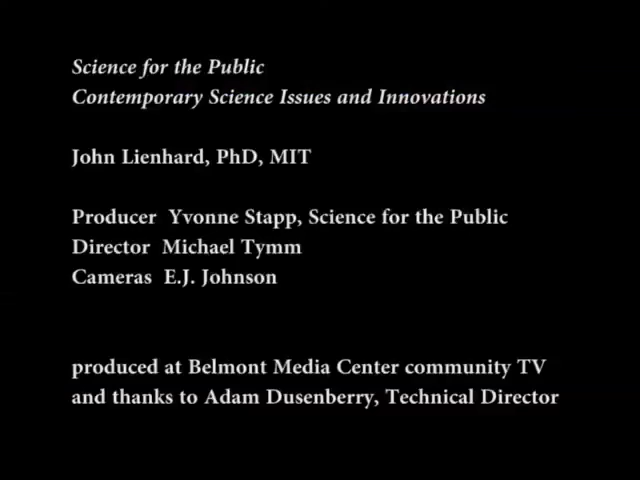 Science for the Public
Contemporary Science Issues and Innovations
John Lienhard, PhD, MIT
Producer Yvonne Stapp, Science for the Public
Director Michael Tymm
Cameras E.J. Johnson
produced at Belmont Media Center community TV
and thanks to Adam Dusenberry, Technical Director